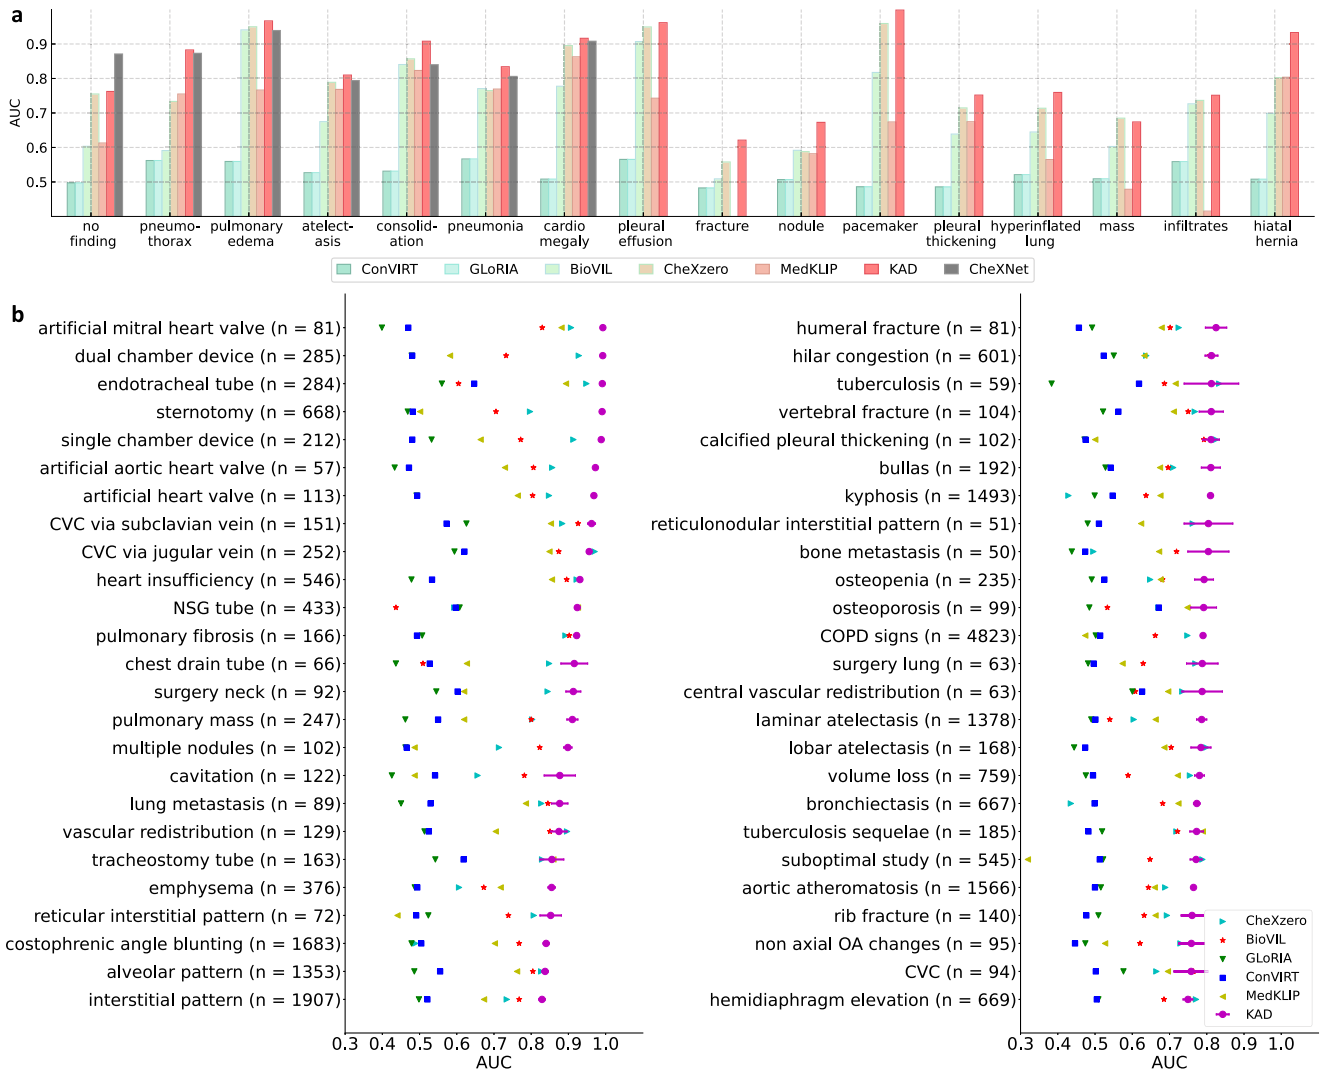 a
0.9
0.8
0.7
0.6
0.5
AUC
no finding
pneumo-thorax
pulmonary edema
atelect-asis
consolid-ation
pneumonia
cardio megaly
pleural effusion
fracture
nodule
pacemaker
pleural thickening
hyperinflated lung
mass
infiltrates
hiatal hernia
ConVIRT GLoRIA BioVIL CheXzero MedKLIP KAD CheXNet
b
artificial mitral heart valve (n = 81)
dual chamber device (n = 285)
endotracheal tube (n = 284)
sternotomy (n = 668)
single chamber device (n = 212)
artificial aortic heart valve (n = 57)
artificial heart valve (n = 113)
CVC via subclavian vein (n = 151)
CVC via jugular vein (n = 252)
heart insufficiency (n = 546)
NSG tube (n = 433)
pulmonary fibrosis (n = 166)
chest drain tube (n = 66)
surgery neck (n = 92)
pulmonary mass (n = 247)
multiple nodules (n = 102)
cavitation (n = 122)
lung metastasis (n = 89)
vascular redistribution (n = 129)
tracheostomy tube (n = 163)
emphysema (n = 376)
reticular interstitial pattern (n = 72)
costophrenic angle blunting (n = 1683)
alveolar pattern (n = 1353)
interstitial pattern (n = 1907)
0.3 0.4 0.5 0.6 0.7 0.8 0.9 1.0
AUC
humeral fracture (n = 81)
hilar congestion (n = 601)
tuberculosis (n = 59)
vertebral fracture (n = 104)
calcified pleural thickening (n = 102)
bullas (n = 192)
kyphosis (n = 1493)
reticulonodular interstitial pattern (n = 51)
bone metastasis (n = 50)
osteopenia (n = 235)
osteoporosis (n = 99)
COPD signs (n = 4823)
surgery lung (n = 63)
central vascular redistribution (n = 63)
laminar atelectasis (n = 1378)
lobar atelectasis (n = 168)
volume loss (n = 759)
bronchiectasis (n = 667)
tuberculosis sequelae (n = 185)
suboptimal study (n = 545)
aortic atheromatosis (n = 1566)
rib fracture (n = 140)
non axial OA changes (n = 95)
CVC (n = 94)
hemidiaphragm elevation (n = 669)
CheXzero
BioVIL
GLoRIA
ConVIRT
MedKLIP
KAD
0.3 0.4 0.5 0.6 0.7 0.8 0.9 1.0
AUC